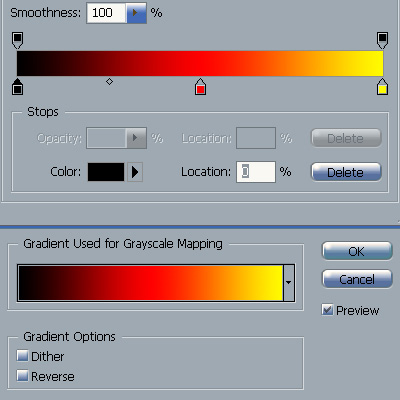 Smoothness: 100 %
Stops
Opacity: % Location: Delete
Color: Location: 0 % Delete
Gradient Used for Grayscale Mapping
OK
Cancel
Preview
Gradient Options
Dither
Reverse